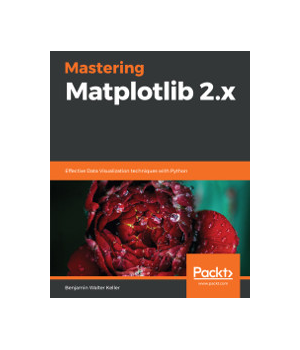 Mastering
Matplotlib 2.x
Effective Data visualization techniques with Python
Packt>
www.packt.com
Benjamin Walter Keller